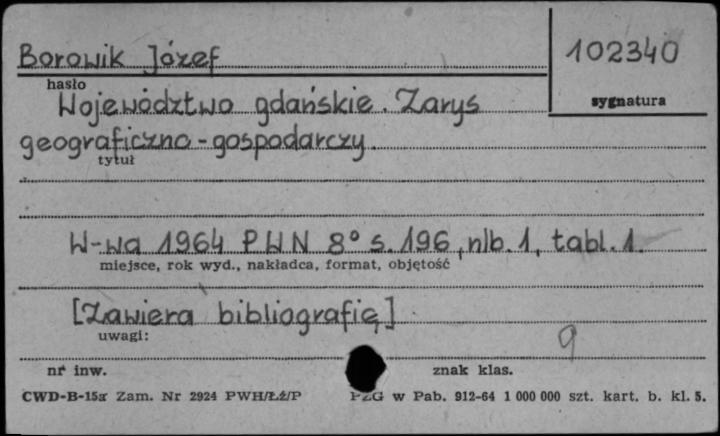 Borowik Józef
102340
hasło
sygnatura
Województwo gdańskie. Zarys
geograficzno-gospodarczy.
tytuł
W-wa 1964 PWN 8° s. 196, nlb. 1, tabl. 1.
miejsce, rok wyd., nakładca, format, objętość
[Zawiera bibliografię]
uwagi:
9
nr inw.
znak klas.
CWD-B-15a Zam. Nr 2924 PWH/Łź/P
PZG w Pab. 912-64 1 000 000 szt. kart. b. kl. 5.